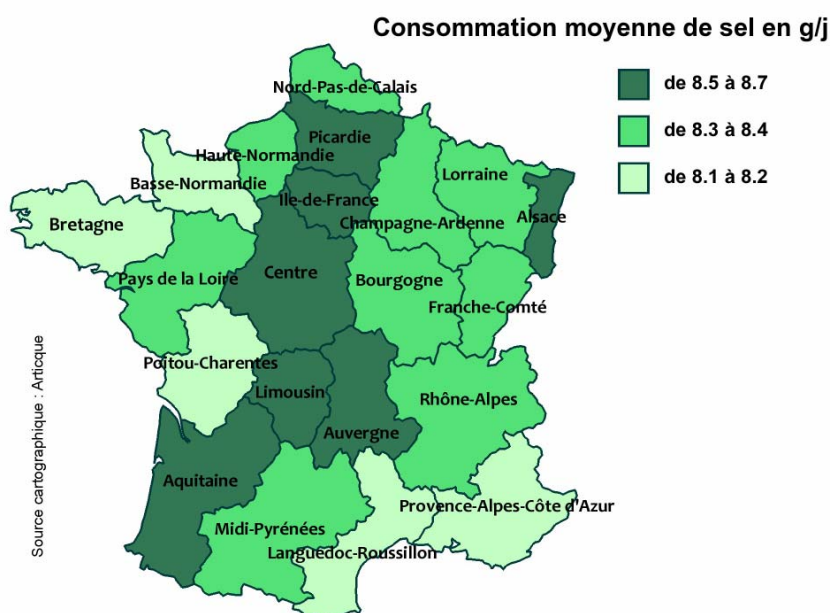 Consommation moyenne de sel en g/j
de 8.5 à 8.7
de 8.3 à 8.4
de 8.1 à 8.2
Nord-Pas-de-Calais
Picardie
Haute-Normandie
Basse-Normandie
Ile-de-France
Lorraine
Alsace
Champagne-Ardenne
Bretagne
Pays de la Loire
Centre
Bourgogne
Franche-Comté
Poitou-Charentes
Limousin
Auvergne
Rhône-Alpes
Aquitaine
Midi-Pyrénées
Languedoc-Roussillon
Provence-Alpes-Côte d'Azur
Source cartographique : Articque